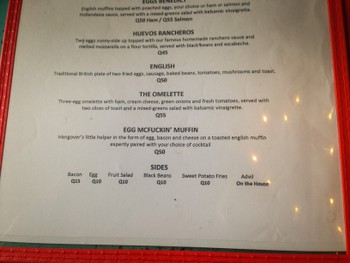 EGGS BENEDICT
English muffins topped with poached eggs, your choice or ham or salmon and
Hollandaise sauce, served with a mixed greens salad with balsamic vinaigrette.
Q50 Ham / Q55 Salmon
HUEVOS RANCHEROS
Two eggs sunny-side up topped with our famous homemade ranchero sauce and
melted mozzarella on a flour tortilla, served with black beans and escabeche.
Q45
ENGLISH
Traditional British plate of two fried eggs, sausage, baked beans, tomatoes, mushrooms and toast.
Q50
THE OMELETTE
Three-egg omelette with ham, cream cheese, green onions and fresh tomatoes, served with
two slices of toast and a mixed greens salad with balsamic vinaigrette.
Q55
EGG MCFUCKIN' MUFFIN
Hangover's little helper in the form of egg, bacon and cheese on a toasted english muffin
expertly paired with your choice of cocktail
Q50
SIDES
Bacon Egg Fruit Salad Black Beans Sweet Potato Fries Advil
Q15 Q10 Q10 Q10 Q10 On the House